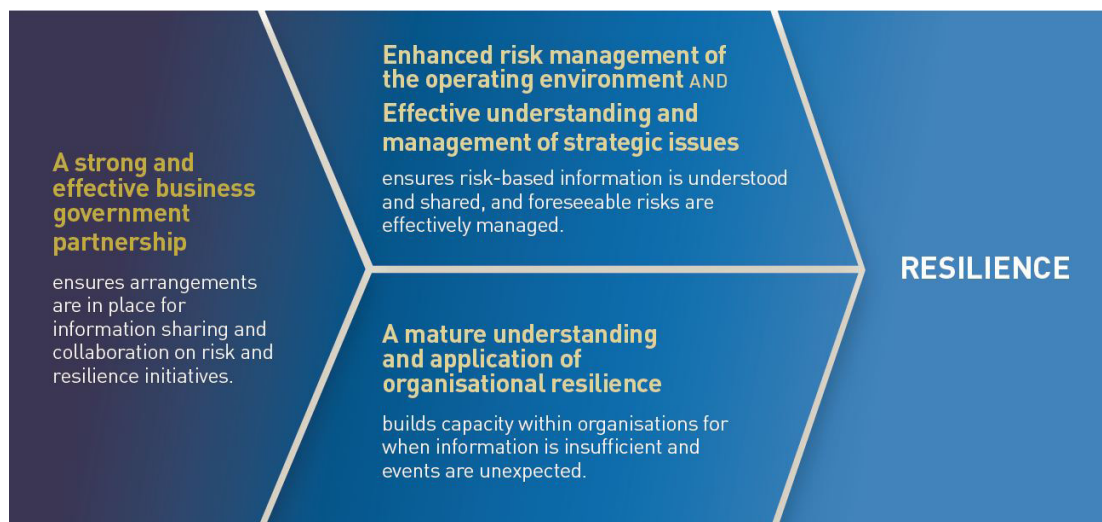 A strong and
effective business
government
partnership
ensures arrangements
are in place for
information sharing and
collaboration on risk and
resilience initiatives.
Enhanced risk management of
the operating environment AND
Effective understanding and
management of strategic issues
ensures risk-based information is understood
and shared, and foreseeable risks are
effectively managed.
A mature understanding
and application of
organisational resilience
builds capacity within organisations for
when information is insufficient and
events are unexpected.
RESILIENCE